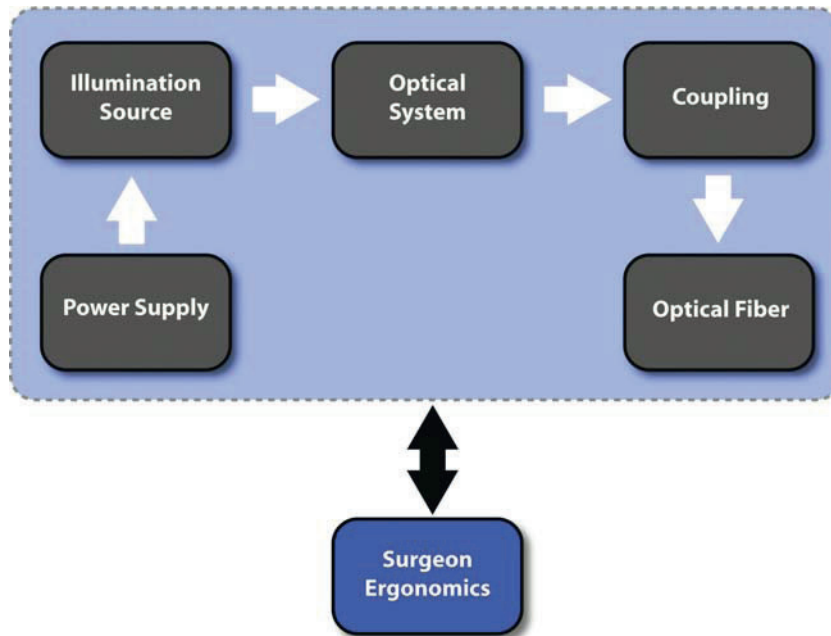 Illumination
Source
Optical
System
Coupling
Power Supply
Optical Fiber
Surgeon
Ergonomics